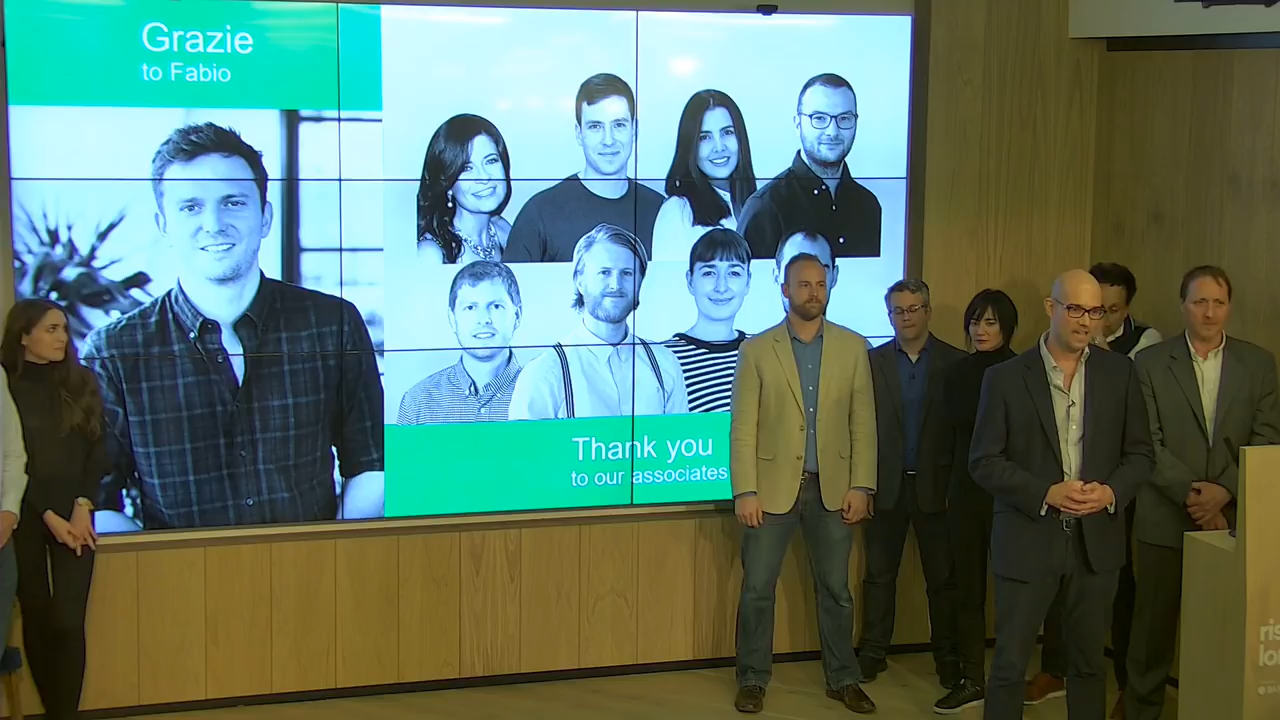 Grazie
to Fabio
Thank you
to our associates